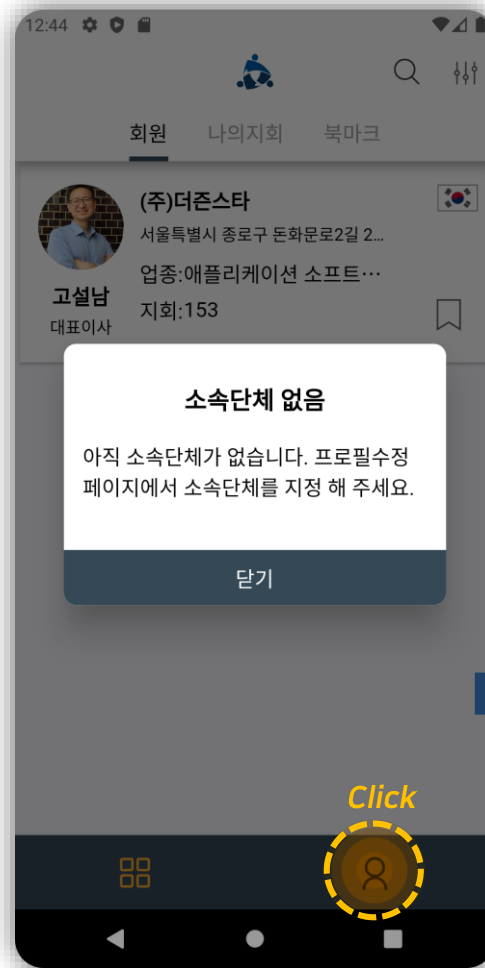 12:44
회원 나의지회 북마크
(주)더즌스타
서울특별시 종로구 돈화문로2길 2...
업종:애플리케이션 소프트…
고설남
지회:153
대표이사
소속단체 없음
아직 소속단체가 없습니다. 프로필수정
페이지에서 소속단체를 지정 해 주세요.
닫기
Click